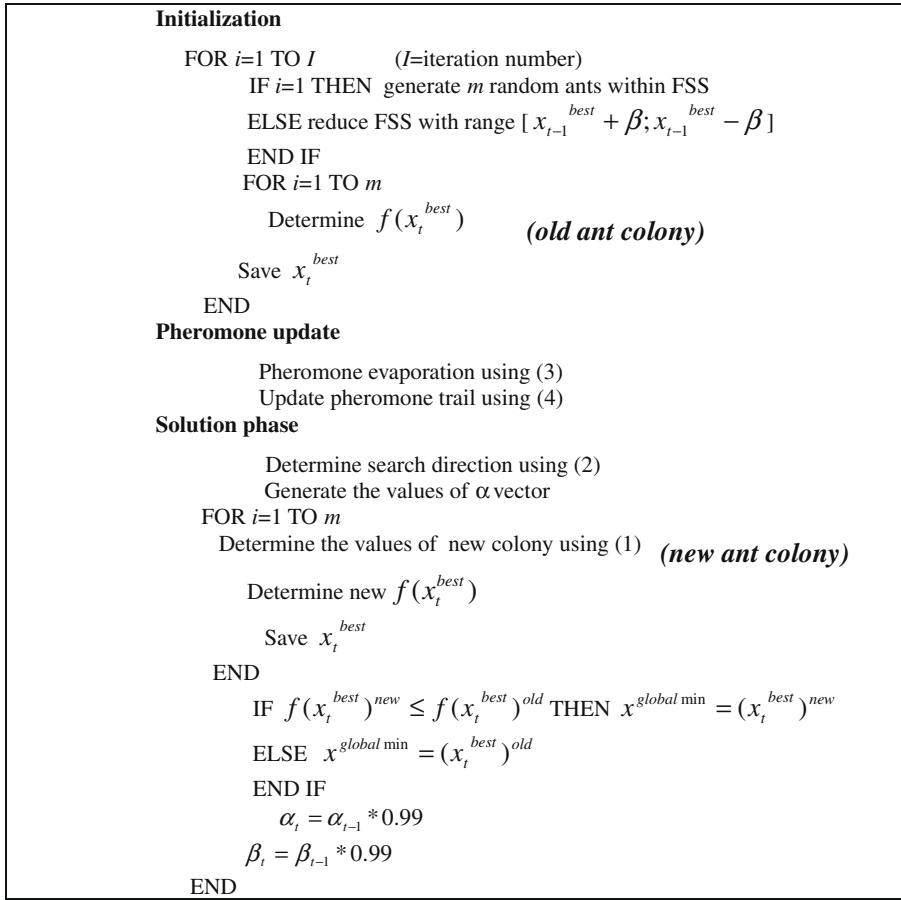 Initialization
FOR i=1 TO I (I=iteration number)
IF i=1 THEN generate m random ants within FSS
ELSE reduce FSS with range [ x_{t-1}^{best} + β; x_{t-1}^{best} − β ]
END IF
FOR i=1 TO m
Determine f(x_t^{best}) (old ant colony)
Save x_t^{best}
END
Pheromone update
Pheromone evaporation using (3)
Update pheromone trail using (4)
Solution phase
Determine search direction using (2)
Generate the values of α vector
FOR i=1 TO m
Determine the values of new colony using (1) (new ant colony)
Determine new f(x_t^{best})
Save x_t^{best}
END
IF f(x_t^{best})^{new} ≤ f(x_t^{best})^{old} THEN x^{global min} = (x_t^{best})^{new}
ELSE x^{global min} = (x_t^{best})^{old}
END IF
α_t = α_{t-1} *0.99
β_t = β_{t-1} *0.99
END